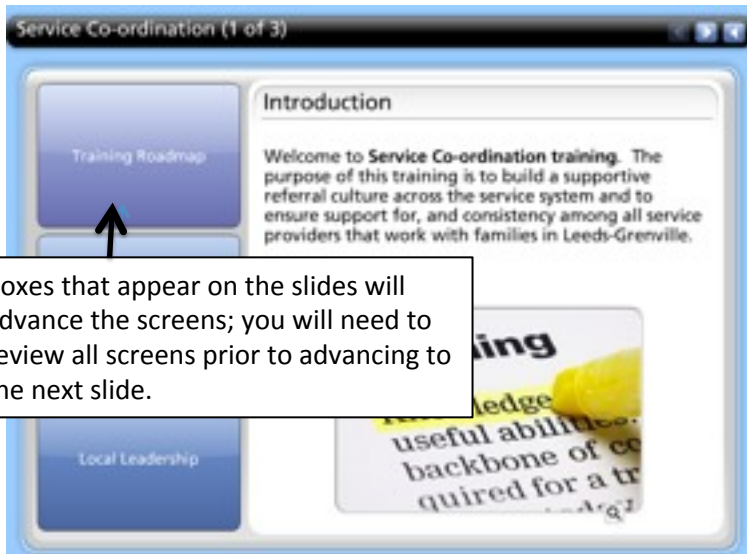 Service Co-ordination (1 of 3)
Training Roadmap
Introduction
Welcome to Service Co-ordination training. The
purpose of this training is to build a supportive
referral culture across the service system and to
ensure support for, and consistency among all service
providers that work with families in Leeds-Grenville.
oxes that appear on the slides will
dvance the screens; you will need to
eview all screens prior to advancing to
he next slide.
Local Leadership
ing
ledge
useful abilities.
backbone of co
quired for a tr